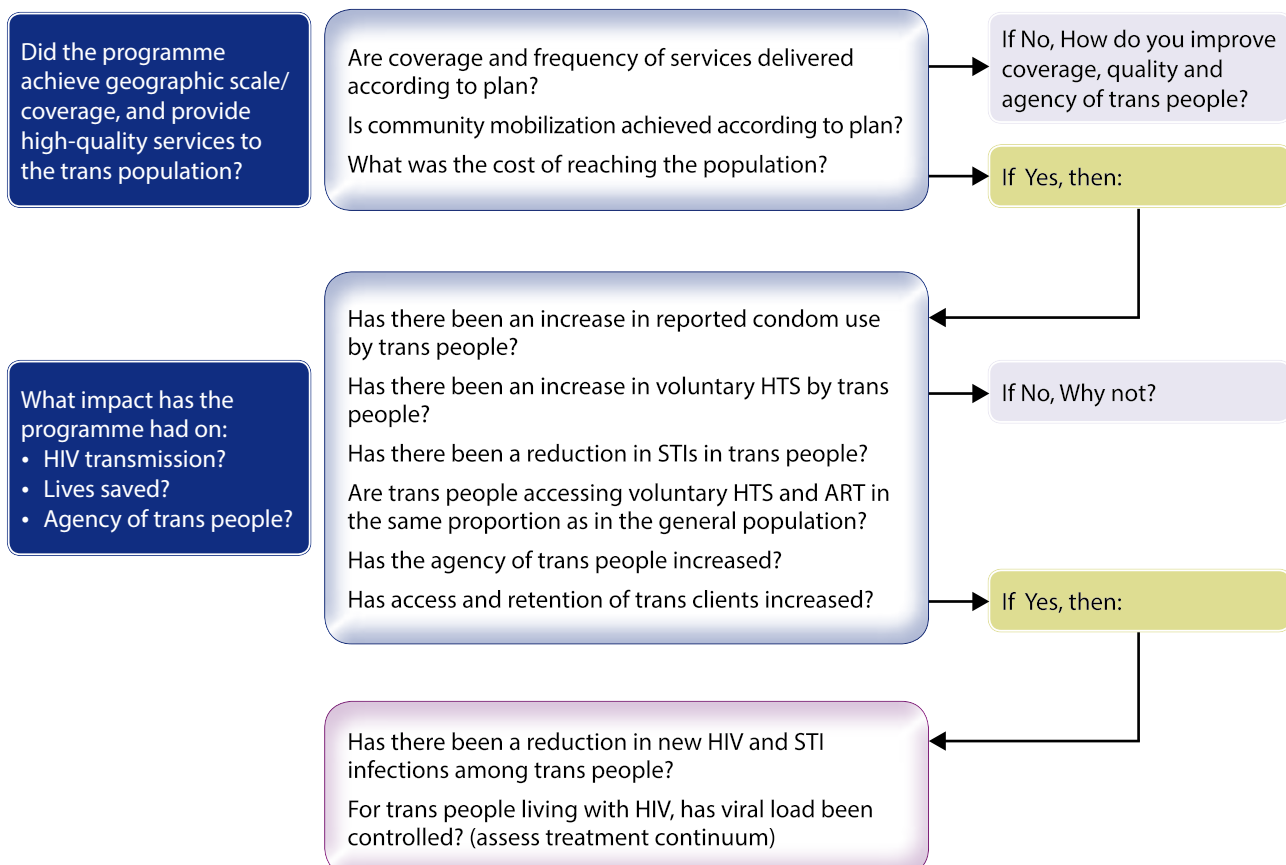 Did the programme
achieve geographic scale/
coverage, and provide
high-quality services to
the trans population?
Are coverage and frequency of services delivered
according to plan?
Is community mobilization achieved according to plan?
What was the cost of reaching the population?
If No, How do you improve
coverage, quality and
agency of trans people?
If Yes, then:
What impact has the
programme had on:
• HIV transmission?
• Lives saved?
• Agency of trans people?
Has there been an increase in reported condom use
by trans people?
Has there been an increase in voluntary HTS by trans
people?
Has there been a reduction in STIs in trans people?
Are trans people accessing voluntary HTS and ART in
the same proportion as in the general population?
Has the agency of trans people increased?
Has access and retention of trans clients increased?
If No, Why not?
If Yes, then:
Has there been a reduction in new HIV and STI
infections among trans people?
For trans people living with HIV, has viral load been
controlled? (assess treatment continuum)